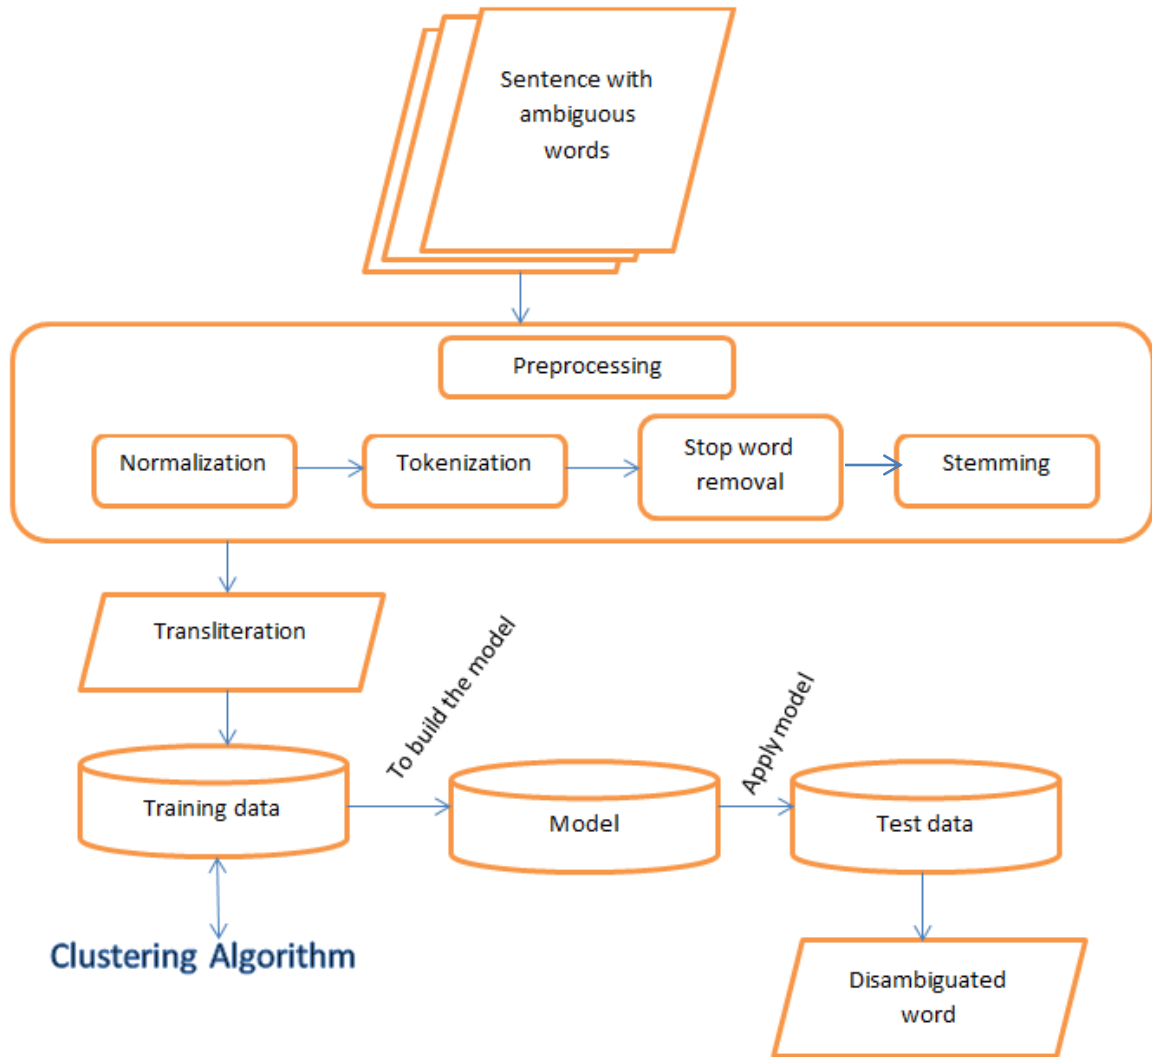 Sentence with
ambiguous
words
Preprocessing
Normalization
Tokenization
Stop word
removal
Stemming
Transliteration
To build the model
Apply model
Training data
Model
Test data
Clustering Algorithm
Disambiguated
word